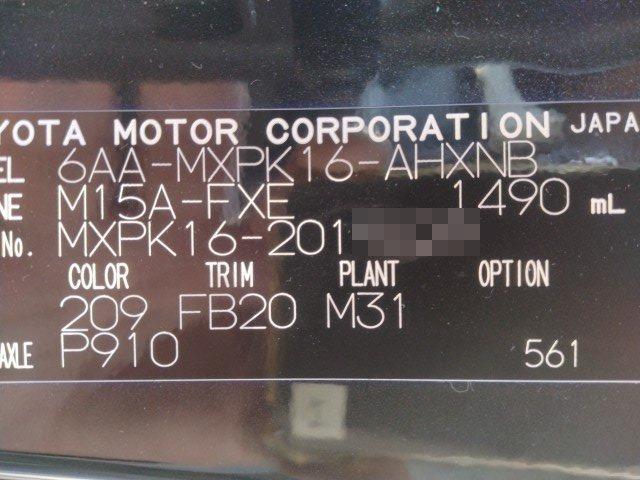 YOTA MOTOR CORPORATION JAPA
EL 6AA-MXPK16-AHXNB
NE M15A-FXE 1490 mL
No. MXPK16-201
COLOR TRIM PLANT OPTION
209 FB20 M31
AXLE P910 561